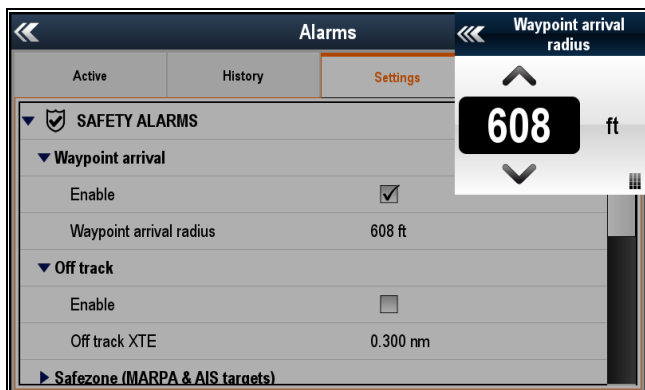 Alarms
Waypoint arrival
radius
Active History Settings
608 ft
SAFETY ALARMS
Waypoint arrival
Enable
Waypoint arrival radius 608 ft
Off track
Enable
Off track XTE 0.300 nm
Safezone (MARPA & AIS targets)